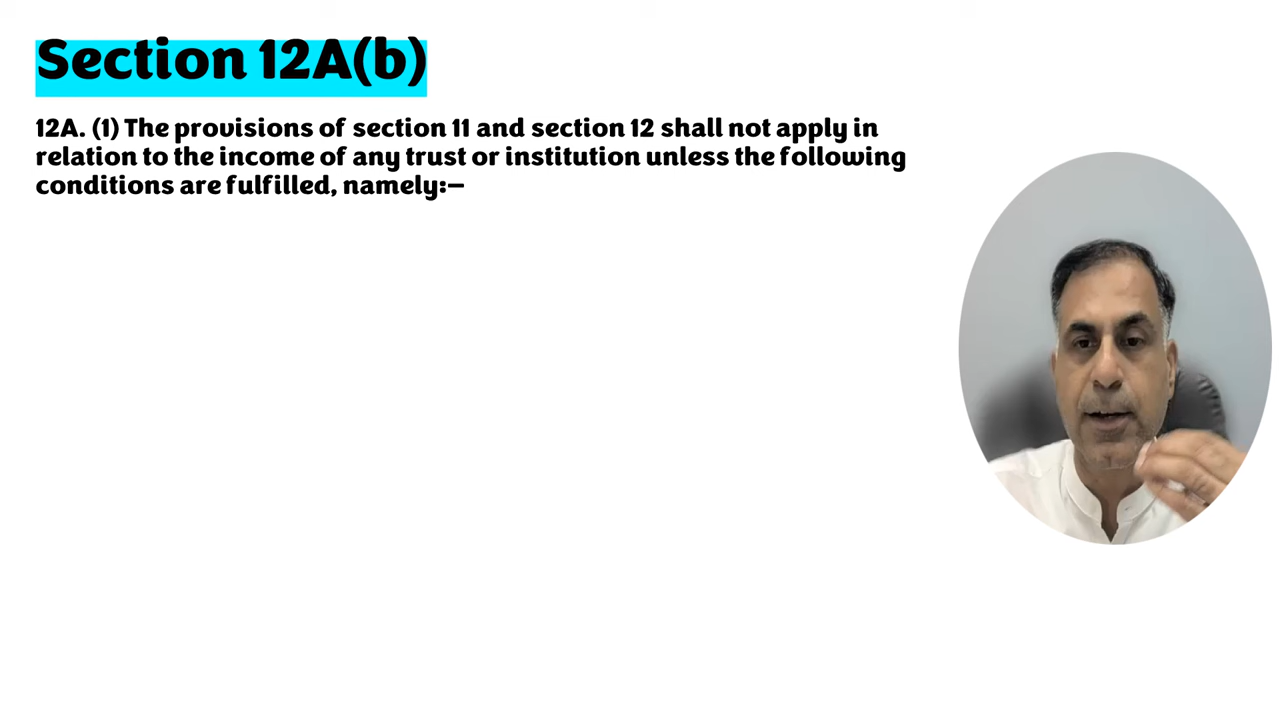 Section 12A(b)
12A. (1) The provisions of section 11 and section 12 shall not apply in
relation to the income of any trust or institution unless the following
conditions are fulfilled, namely:—